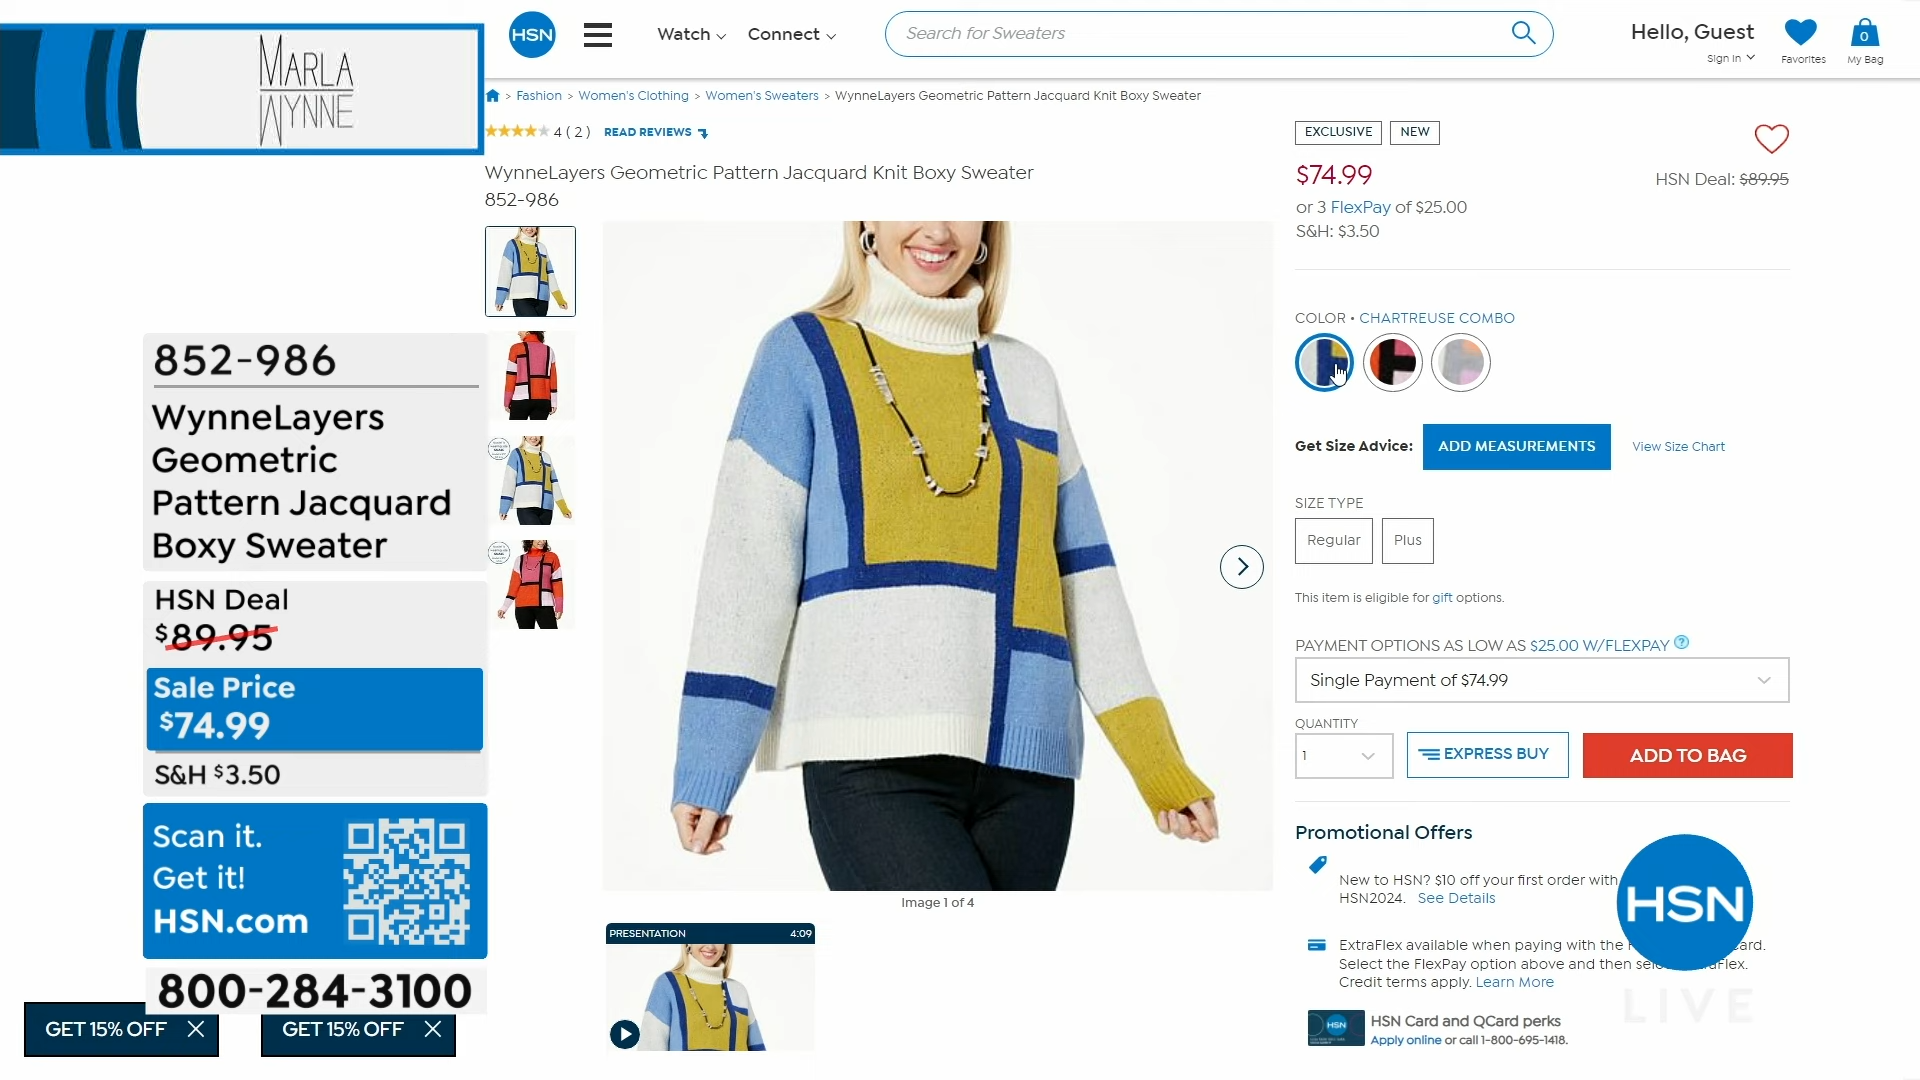 MARLA
WYNNE
HSN
Watch
Connect
Search for Sweaters
Hello, Guest
Sign In
Favorites
0
My Bag
> Fashion > Women's Clothing > Women's Sweaters > WynneLayers Geometric Pattern Jacquard Knit Boxy Sweater
4 ( 2 ) READ REVIEWS
WynneLayers Geometric Pattern Jacquard Knit Boxy Sweater
852-986
EXCLUSIVE
NEW
$74.99
HSN Deal: $89.95
or 3 FlexPay of $25.00
S&H: $3.50
COLOR • CHARTREUSE COMBO
Get Size Advice:
ADD MEASUREMENTS
View Size Chart
SIZE TYPE
Regular
Plus
This item is eligible for gift options.
PAYMENT OPTIONS AS LOW AS $25.00 W/FLEXPAY ?
Single Payment of $74.99
QUANTITY
1
EXPRESS BUY
ADD TO BAG
Promotional Offers
New to HSN? $10 off your first order with
HSN2024. See Details
ExtraFlex available when paying with the
Select the FlexPay option above and then
Credit terms apply. Learn More
HSN
HSN Card and QCard perks
Apply online or call 1-800-695-1418.
HSN
LIVE
852-986
WynneLayers
Geometric
Pattern Jacquard
Boxy Sweater
HSN Deal
$89.95
Sale Price
$74.99
S&H $3.50
Scan it.
Get it!
HSN.com
800-284-3100
GET 15% OFF
GET 15% OFF
Image 1 of 4
PRESENTATION
4:09